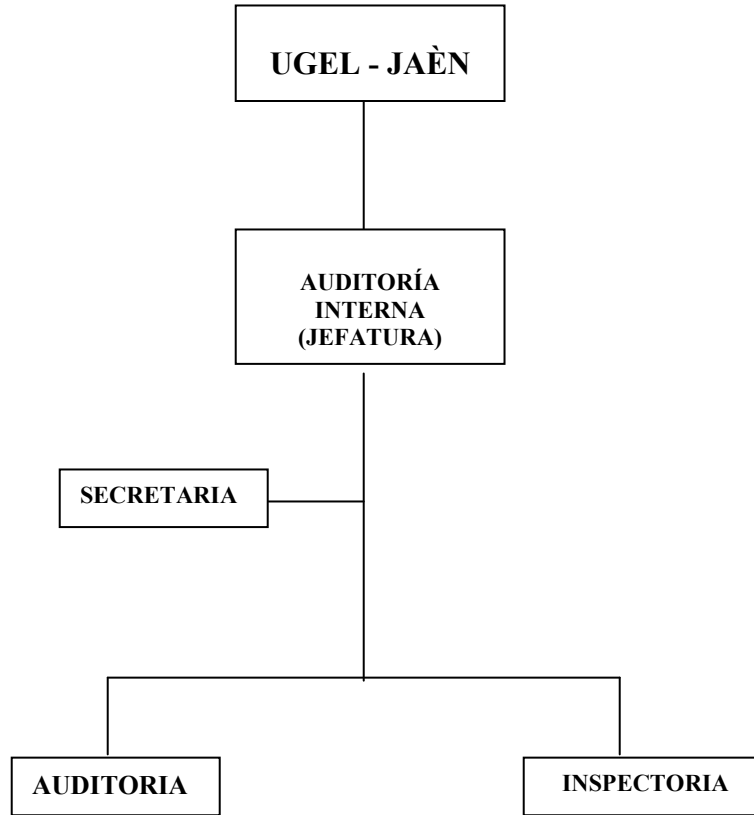 UGEL - JAÈN
AUDITORÍA
INTERNA
(JEFATURA)
SECRETARIA
AUDITORIA
INSPECTORIA